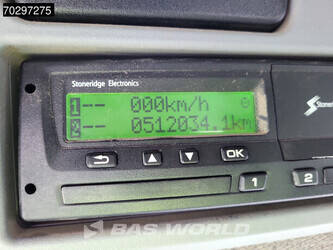 70297275
Stoneridge Electronics
1 -- 000km/h
2 -- 0512034.1km
OK
1
2
BAS WORLD